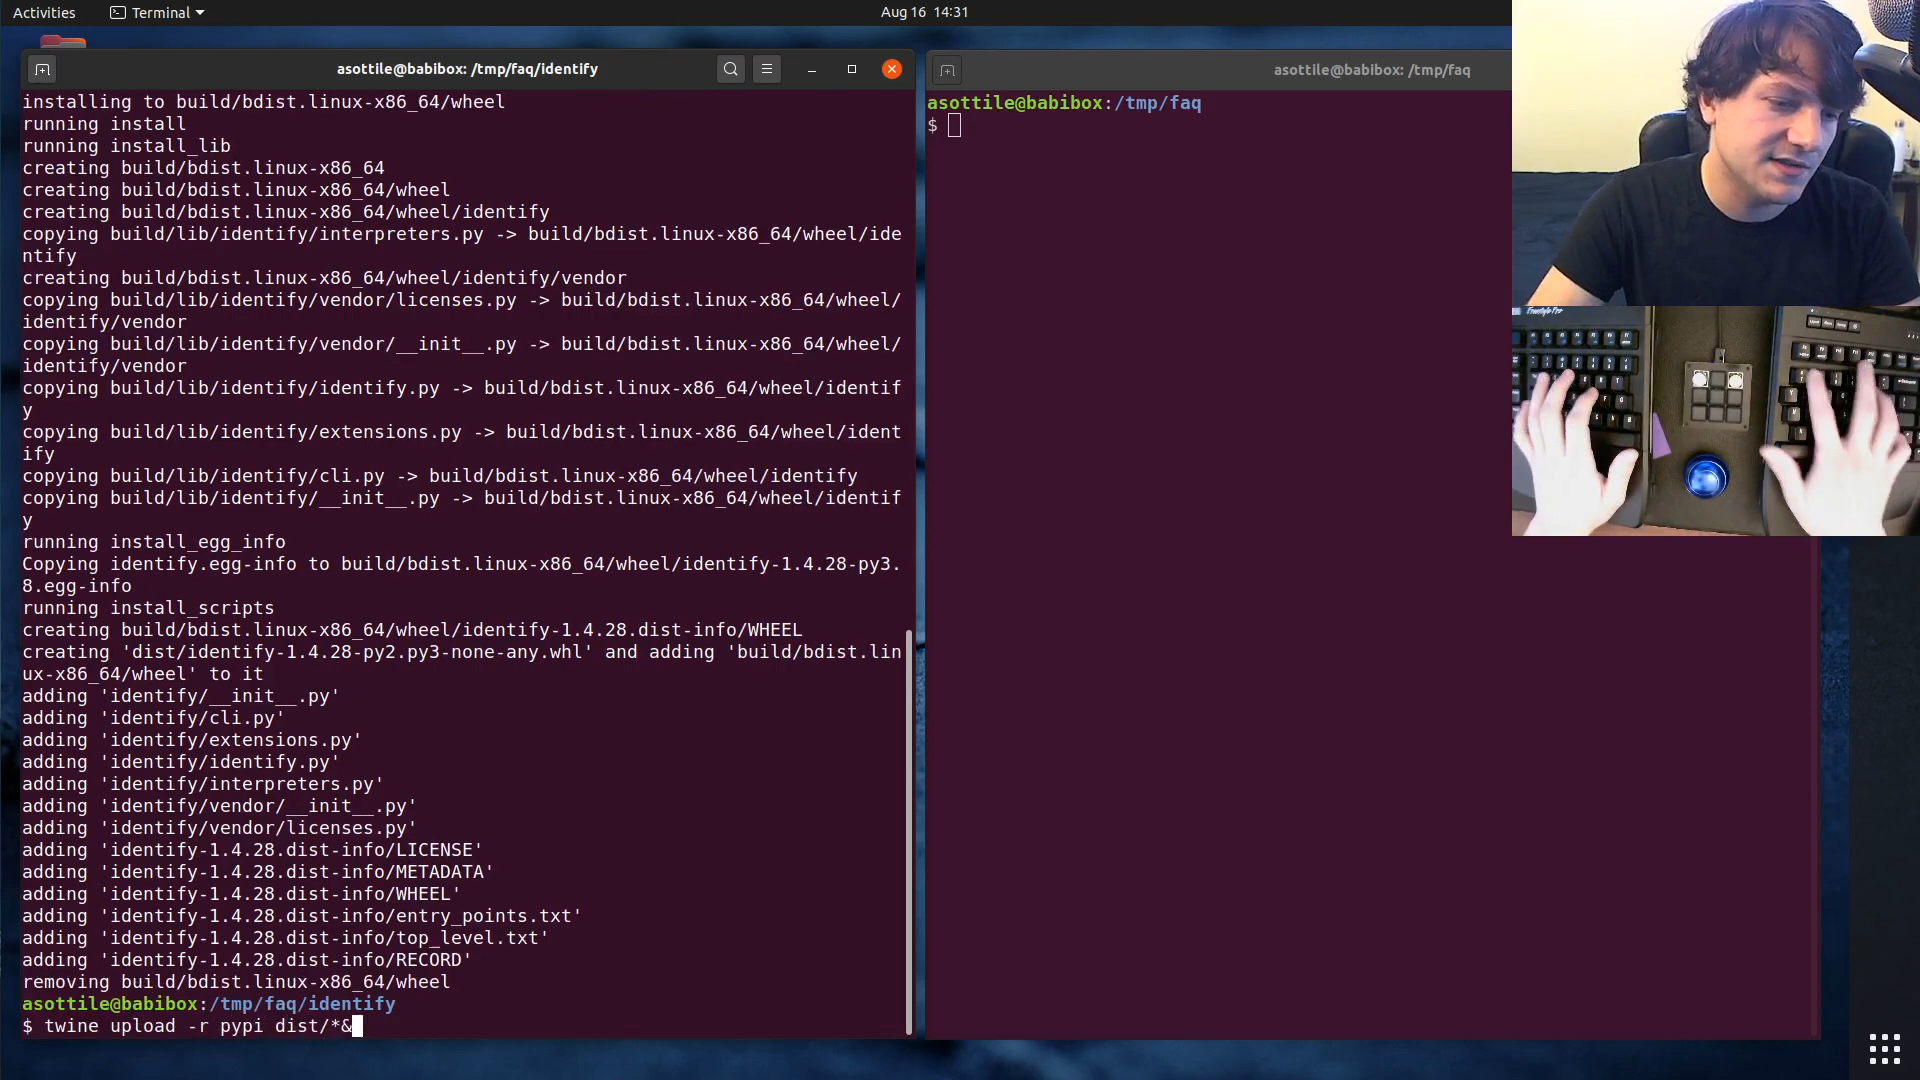 Activities
Terminal
Aug 16 14:31
asottile@babibox: /tmp/faq/identify
installing to build/bdist.linux-x86_64/wheel
running install
running install_lib
creating build/bdist.linux-x86_64
creating build/bdist.linux-x86_64/wheel
creating build/bdist.linux-x86_64/wheel/identify
copying build/lib/identify/interpreters.py -> build/bdist.linux-x86_64/wheel/ide
ntify
creating build/bdist.linux-x86_64/wheel/identify/vendor
copying build/lib/identify/vendor/licenses.py -> build/bdist.linux-x86_64/wheel/
identify/vendor
copying build/lib/identify/vendor/__init__.py -> build/bdist.linux-x86_64/wheel/
identify/vendor
copying build/lib/identify/identify.py -> build/bdist.linux-x86_64/wheel/identif
y
copying build/lib/identify/extensions.py -> build/bdist.linux-x86_64/wheel/ident
ify
copying build/lib/identify/cli.py -> build/bdist.linux-x86_64/wheel/identify
copying build/lib/identify/__init__.py -> build/bdist.linux-x86_64/wheel/identif
y
running install_egg_info
Copying identify.egg-info to build/bdist.linux-x86_64/wheel/identify-1.4.28-py3.
8.egg-info
running install_scripts
creating build/bdist.linux-x86_64/wheel/identify-1.4.28.dist-info/WHEEL
creating 'dist/identify-1.4.28-py2.py3-none-any.whl' and adding 'build/bdist.lin
ux-x86_64/wheel' to it
adding 'identify/__init__.py'
adding 'identify/cli.py'
adding 'identify/extensions.py'
adding 'identify/identify.py'
adding 'identify/interpreters.py'
adding 'identify/vendor/__init__.py'
adding 'identify/vendor/licenses.py'
adding 'identify-1.4.28.dist-info/LICENSE'
adding 'identify-1.4.28.dist-info/METADATA'
adding 'identify-1.4.28.dist-info/WHEEL'
adding 'identify-1.4.28.dist-info/entry_points.txt'
adding 'identify-1.4.28.dist-info/top_level.txt'
adding 'identify-1.4.28.dist-info/RECORD'
removing build/bdist.linux-x86_64/wheel
asottile@babibox:/tmp/faq/identify
$ twine upload -r pypi dist/*&
asottile@babibox: /tmp/faq
asottile@babibox:/tmp/faq
$
Freestyle Pro